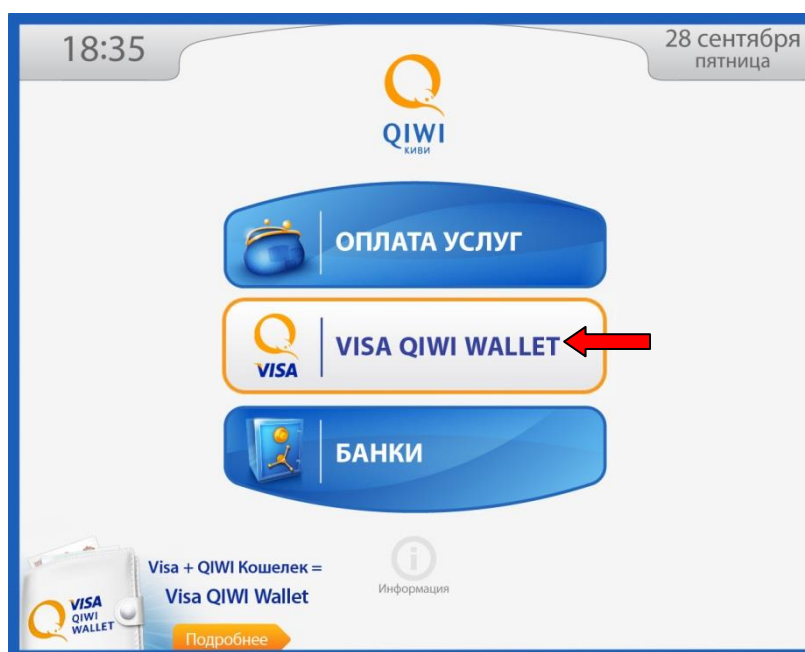 18:35
28 сентября
пятница
QIWI
КИВИ
ОПЛАТА УСЛУГ
VISA
VISA QIWI WALLET
БАНКИ
Visa + QIWI Кошелек =
Visa QIWI Wallet
Подробнее
VISA
QIWI
WALLET
Информация